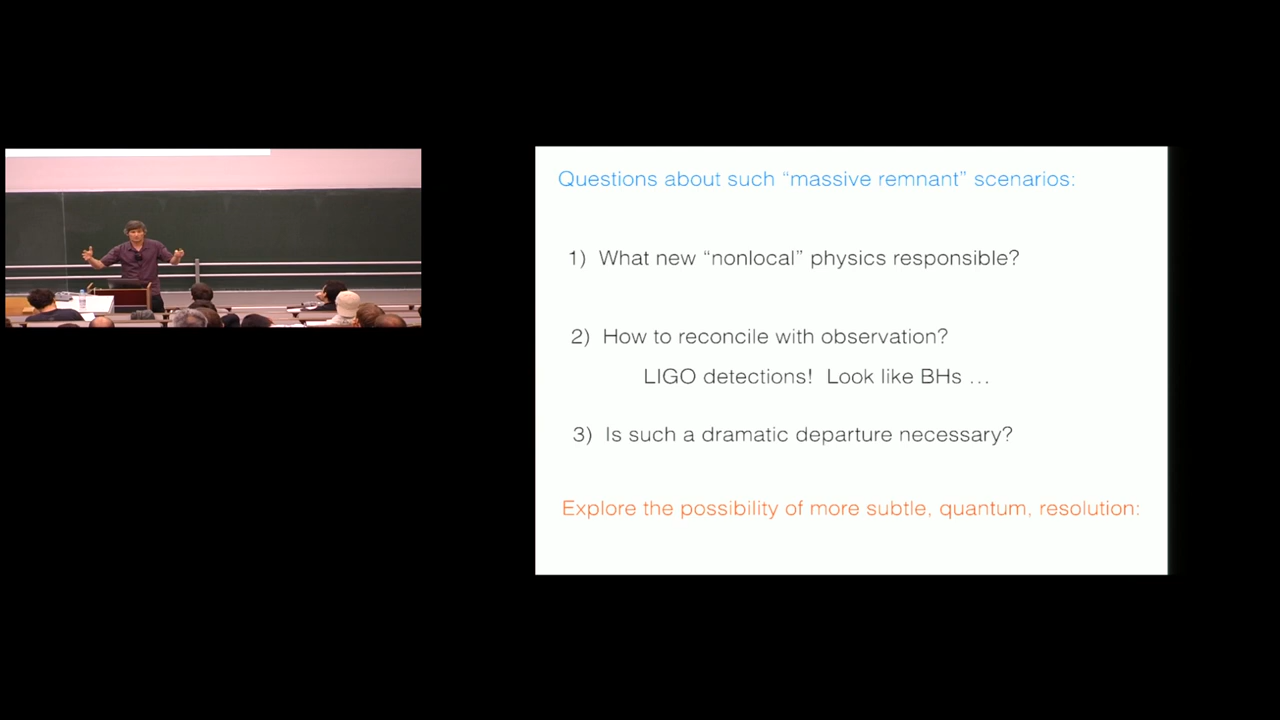 Questions about such “massive remnant” scenarios:
1) What new “nonlocal” physics responsible?
2) How to reconcile with observation?
LIGO detections! Look like BHs …
3) Is such a dramatic departure necessary?
Explore the possibility of more subtle, quantum, resolution: